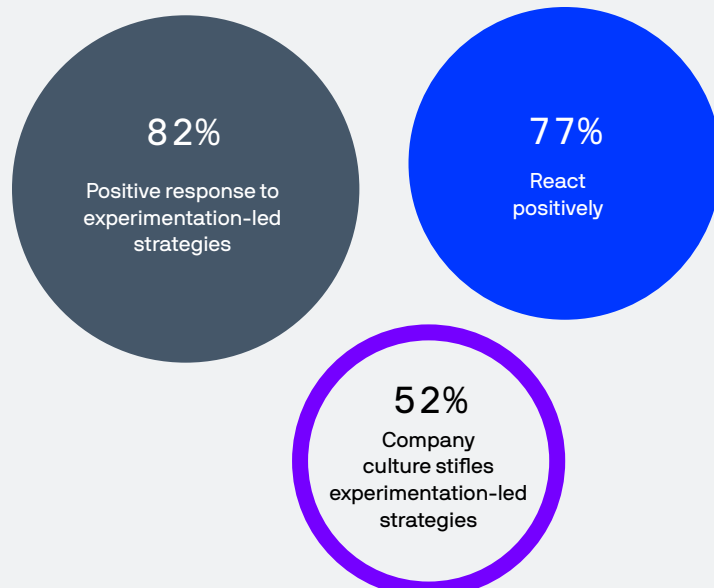 82%
Positive response to
experimentation-led
strategies
77%
React
positively
52%
Company
culture stifles
experimentation-led
strategies